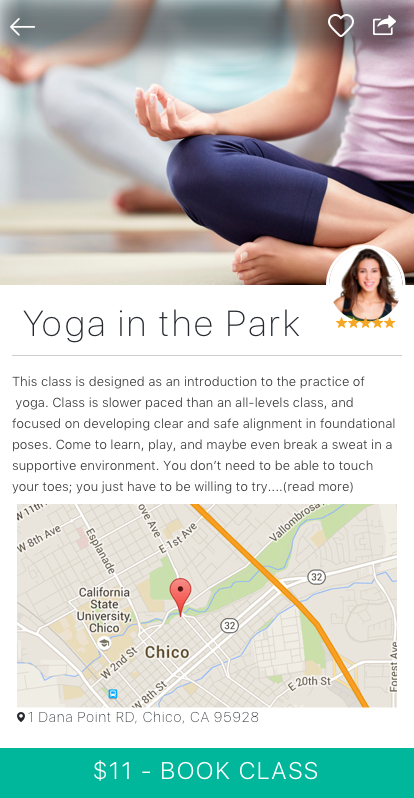 Yoga in the Park
This class is designed as an introduction to the practice of
yoga. Class is slower paced than an all-levels class, and
focused on developing clear and safe alignment in foundational
poses. Come to learn, play, and maybe even break a sweat in a
supportive environment. You don’t need to be able to touch
your toes; you just have to be willing to try....(read more)
W 11th
W 8th Ave
Esplanade
ove Ave
E 1st Ave
Vallombrosa
32
California
State
University,
Chico
32
Chico
W 2nd St
W 8th St
E 20th St
Forest Ave
1 Dana Point RD, Chico, CA 95928
$11 - BOOK CLASS